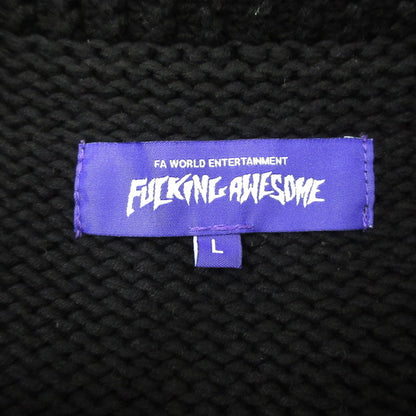 FA WORLD ENTERTAINMENT
FUCKING AWESOME
L